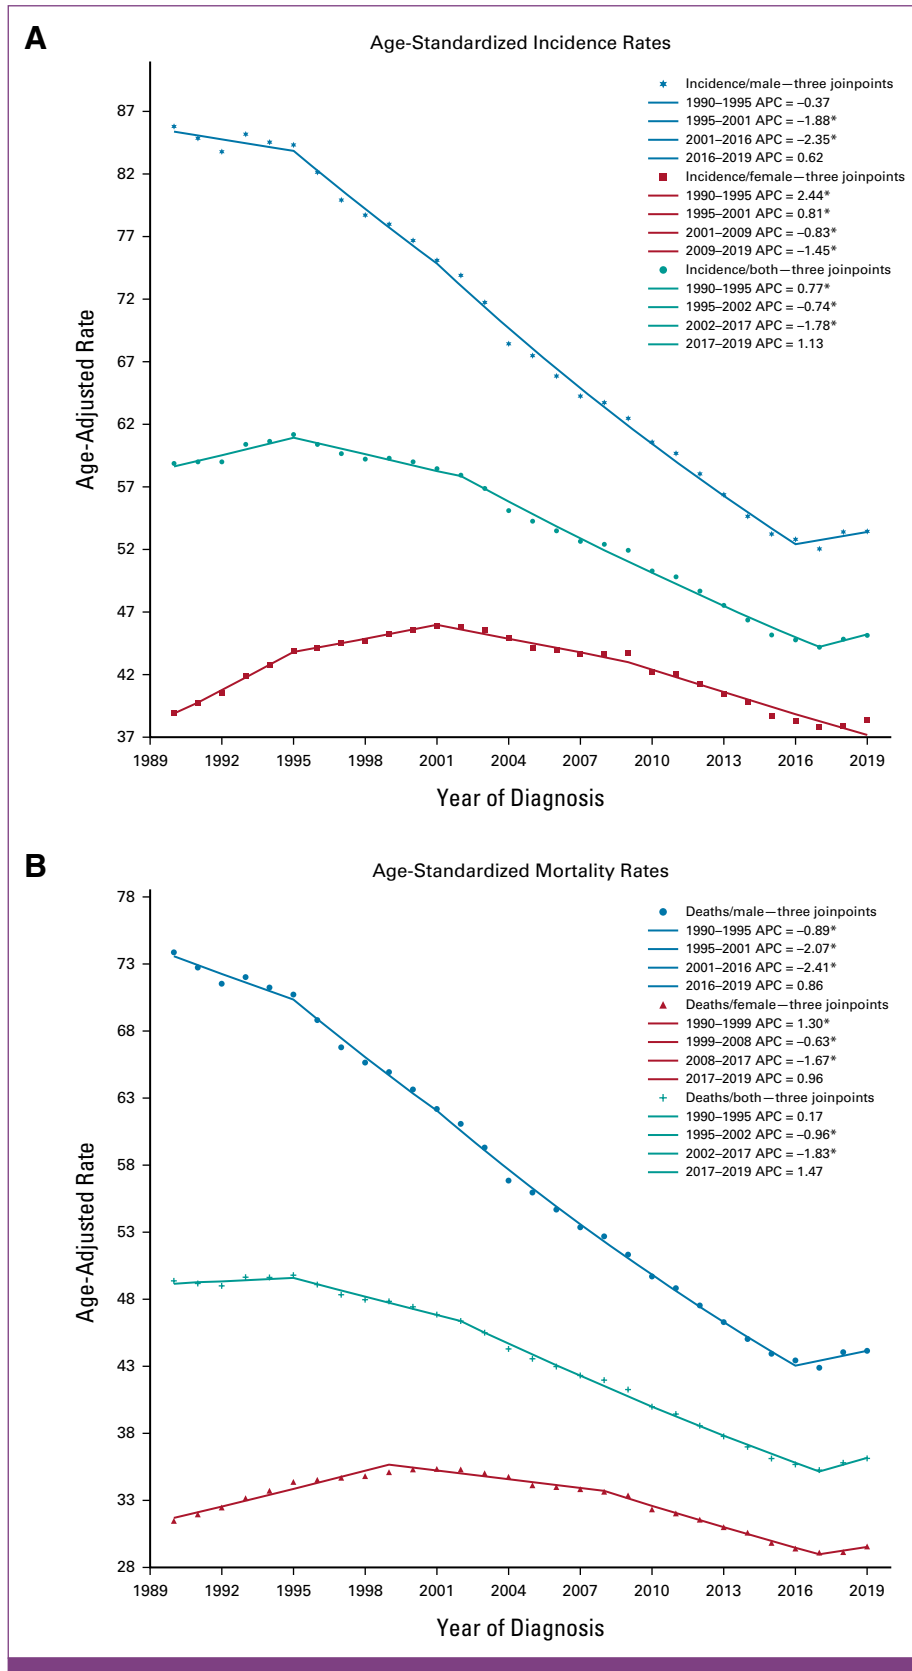 A
Age-Standardized Incidence Rates
Incidence/male—three joinpoints
1990–1995 APC = –0.37
1995–2001 APC = –1.88*
2001–2016 APC = –2.35*
2016–2019 APC = 0.62
Incidence/female—three joinpoints
1990–1995 APC = 2.44*
1995–2001 APC = 0.81*
2001–2009 APC = –0.83*
2009–2019 APC = –1.45*
Incidence/both—three joinpoints
1990–1995 APC = 0.77*
1995–2002 APC = –0.74*
2002–2017 APC = –1.78*
2017–2019 APC = 1.13
Age-Adjusted Rate
87
82
77
72
67
62
57
52
47
42
37
1989 1992 1995 1998 2001 2004 2007 2010 2013 2016 2019
Year of Diagnosis
B
Age-Standardized Mortality Rates
Deaths/male—three joinpoints
1990–1995 APC = –0.89*
1995–2001 APC = –2.07*
2001–2016 APC = –2.41*
2016–2019 APC = 0.86
Deaths/female—three joinpoints
1990–1999 APC = 1.30*
1999–2008 APC = –0.63*
2008–2017 APC = –1.67*
2017–2019 APC = 0.96
Deaths/both—three joinpoints
1990–1995 APC = 0.17
1995–2002 APC = –0.96*
2002–2017 APC = –1.83*
2017–2019 APC = 1.47
Age-Adjusted Rate
78
73
68
63
58
53
48
43
38
33
28
1989 1992 1995 1998 2001 2004 2007 2010 2013 2016 2019
Year of Diagnosis